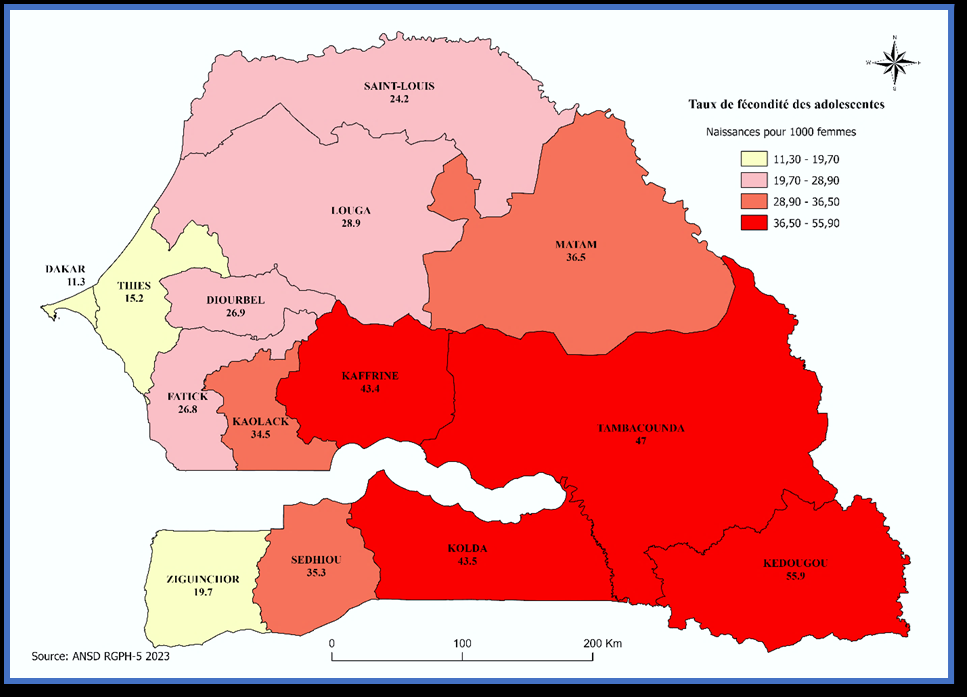 N
W
E
S
Taux de fécondité des adolescentes
Naissances pour 1000 femmes
11,30 - 19,70
19,70 - 28,90
28,90 - 36,50
36,50 - 55,90
SAINT-LOUIS
24.2
LOUGA
28.9
MATAM
36.5
DAKAR
11.3
THIES
15.2
DIOURBEL
26.9
KAFFRINE
43.4
FATICK
26.8
KAOLACK
34.5
TAMBACOUNDA
47
KOLDA
43.5
SEDHIOU
35.3
KEDOUGOU
55.9
ZIGUINCHOR
19.7
Source: ANSD RGPH-5 2023
0 100 200 Km